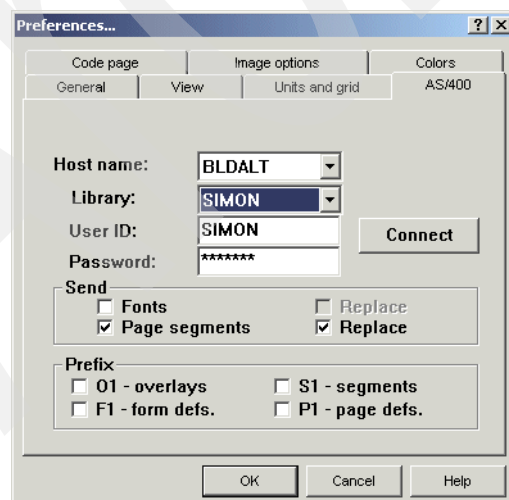 Preferences...
Code page Image options Colors
General View Units and grid AS/400
Host name: BLDALT
Library: SIMON
User ID: SIMON
Connect
Password: *******
Send
Fonts Replace
Page segments Replace
Prefix
O1 - overlays S1 - segments
F1 - form defs. P1 - page defs.
OK Cancel Help